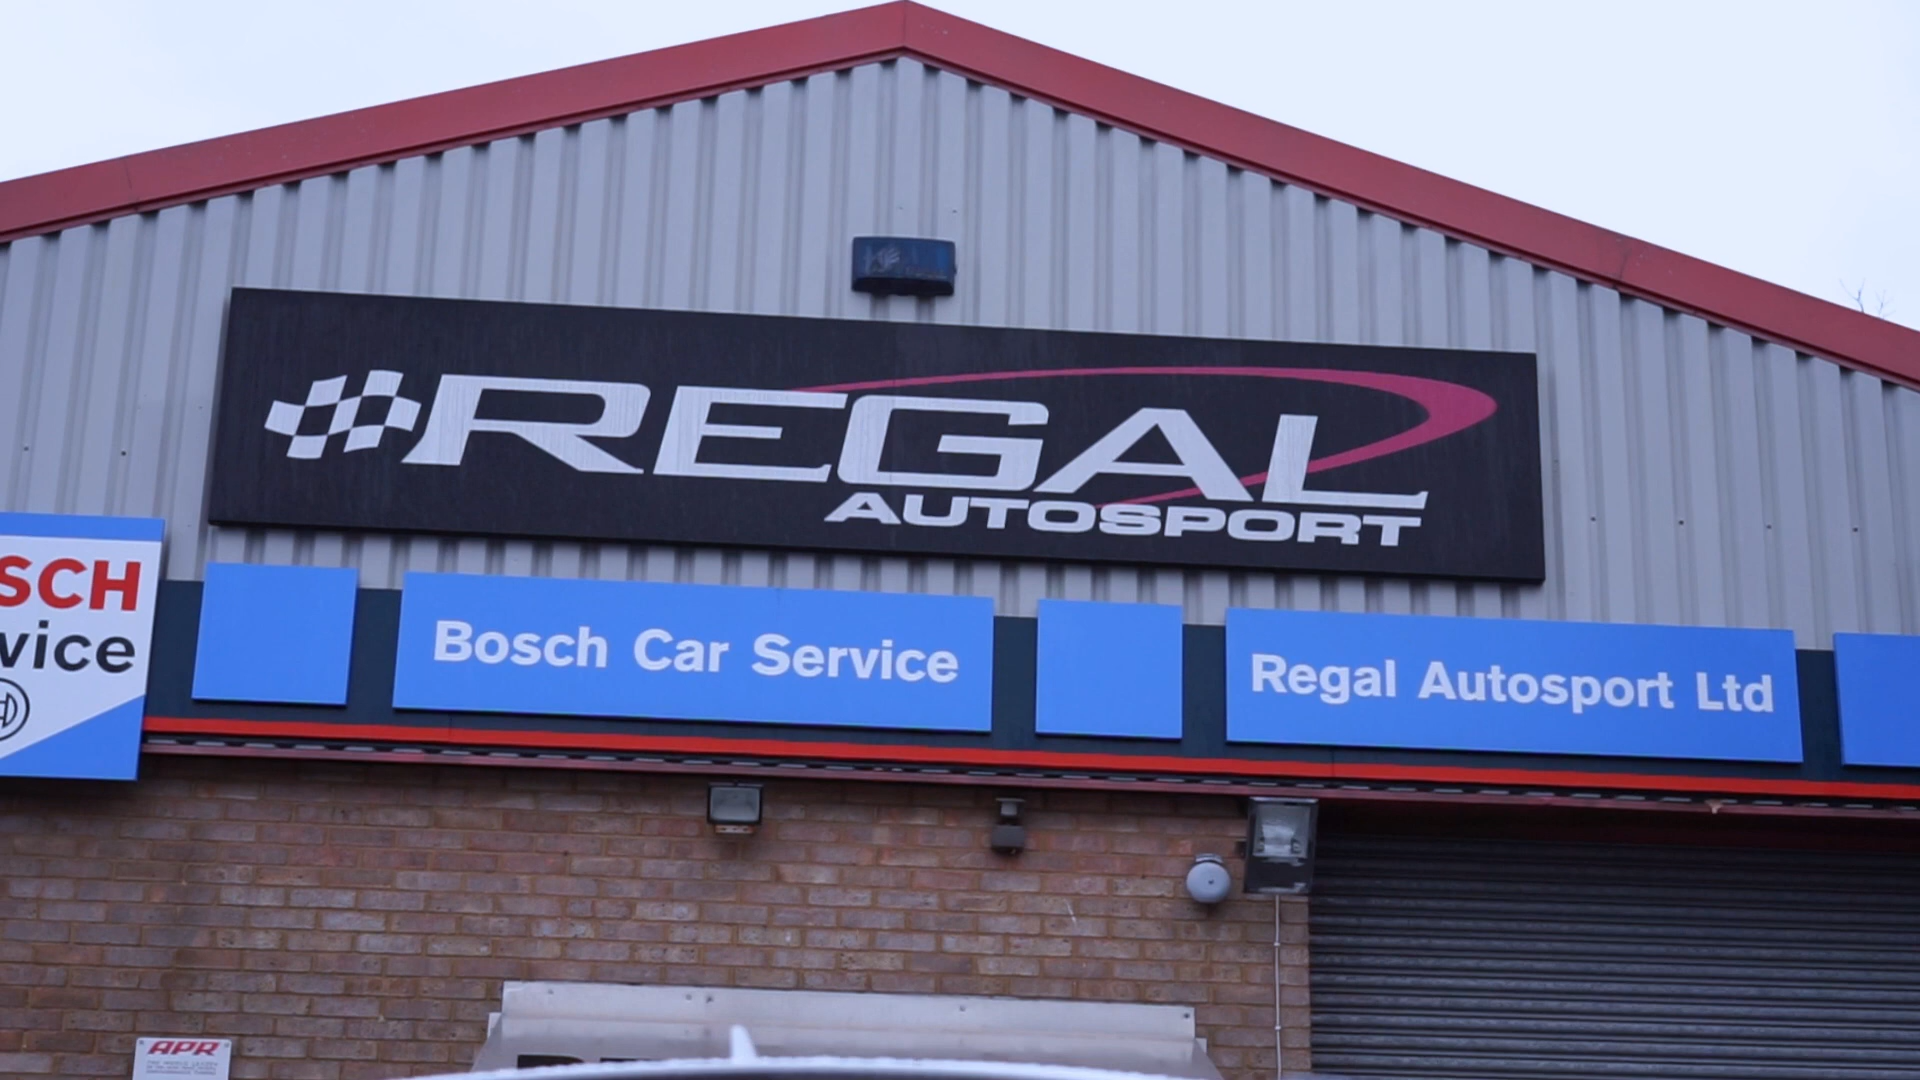 REGAL
AUTOSPORT
SCH
vice
Bosch Car Service
Regal Autosport Ltd
APR